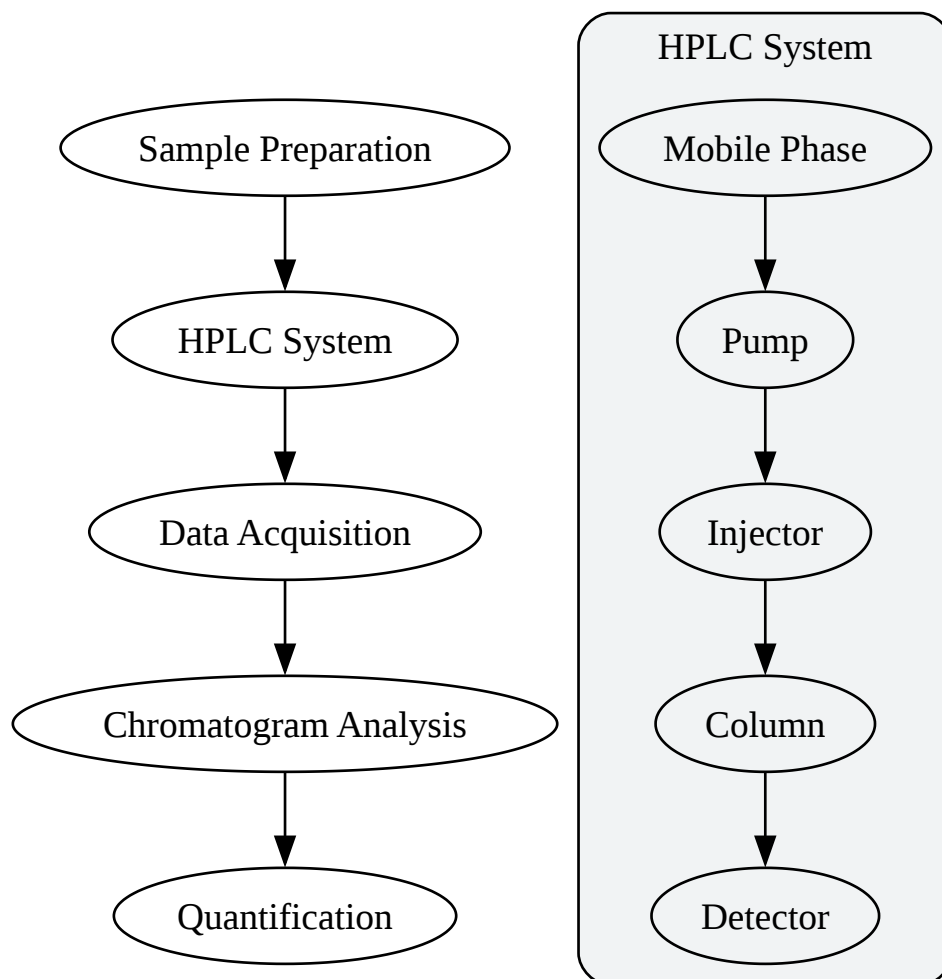 Sample Preparation
HPLC System
Data Acquisition
Chromatogram Analysis
Quantification
HPLC System
Mobile Phase
Pump
Injector
Column
Detector